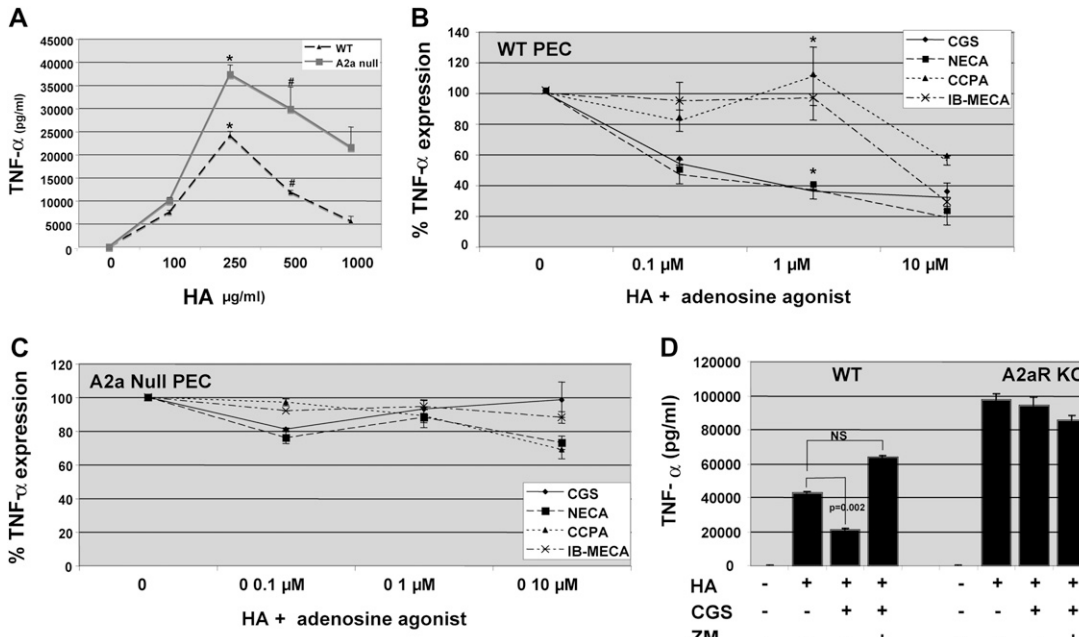 A
TNF-α (pg/ml)
45000
40000
35000
30000
25000
20000
15000
10000
5000
0
WT
A2a null
*
#
*
#
0 100 250 500 1000
HA µg/ml)
B
% TNF-α expression
140
120
100
80
60
40
20
0
WT PEC
*
*
CGS
NECA
CCPA
IB-MECA
0 0.1 µM 1 µM 10 µM
HA + adenosine agonist
C
% TNF-α expression
120
100
80
60
40
20
0
A2a Null PEC
CGS
NECA
CCPA
IB-MECA
0 0 0.1 µM 0 1 µM 0 10 µM
HA + adenosine agonist
D
TNF- α (pg/ml)
120000
100000
80000
60000
40000
20000
0
WT A2aR KO
NS
p=0.002
HA - + + + - + + +
CGS - - + + - - + +
ZM